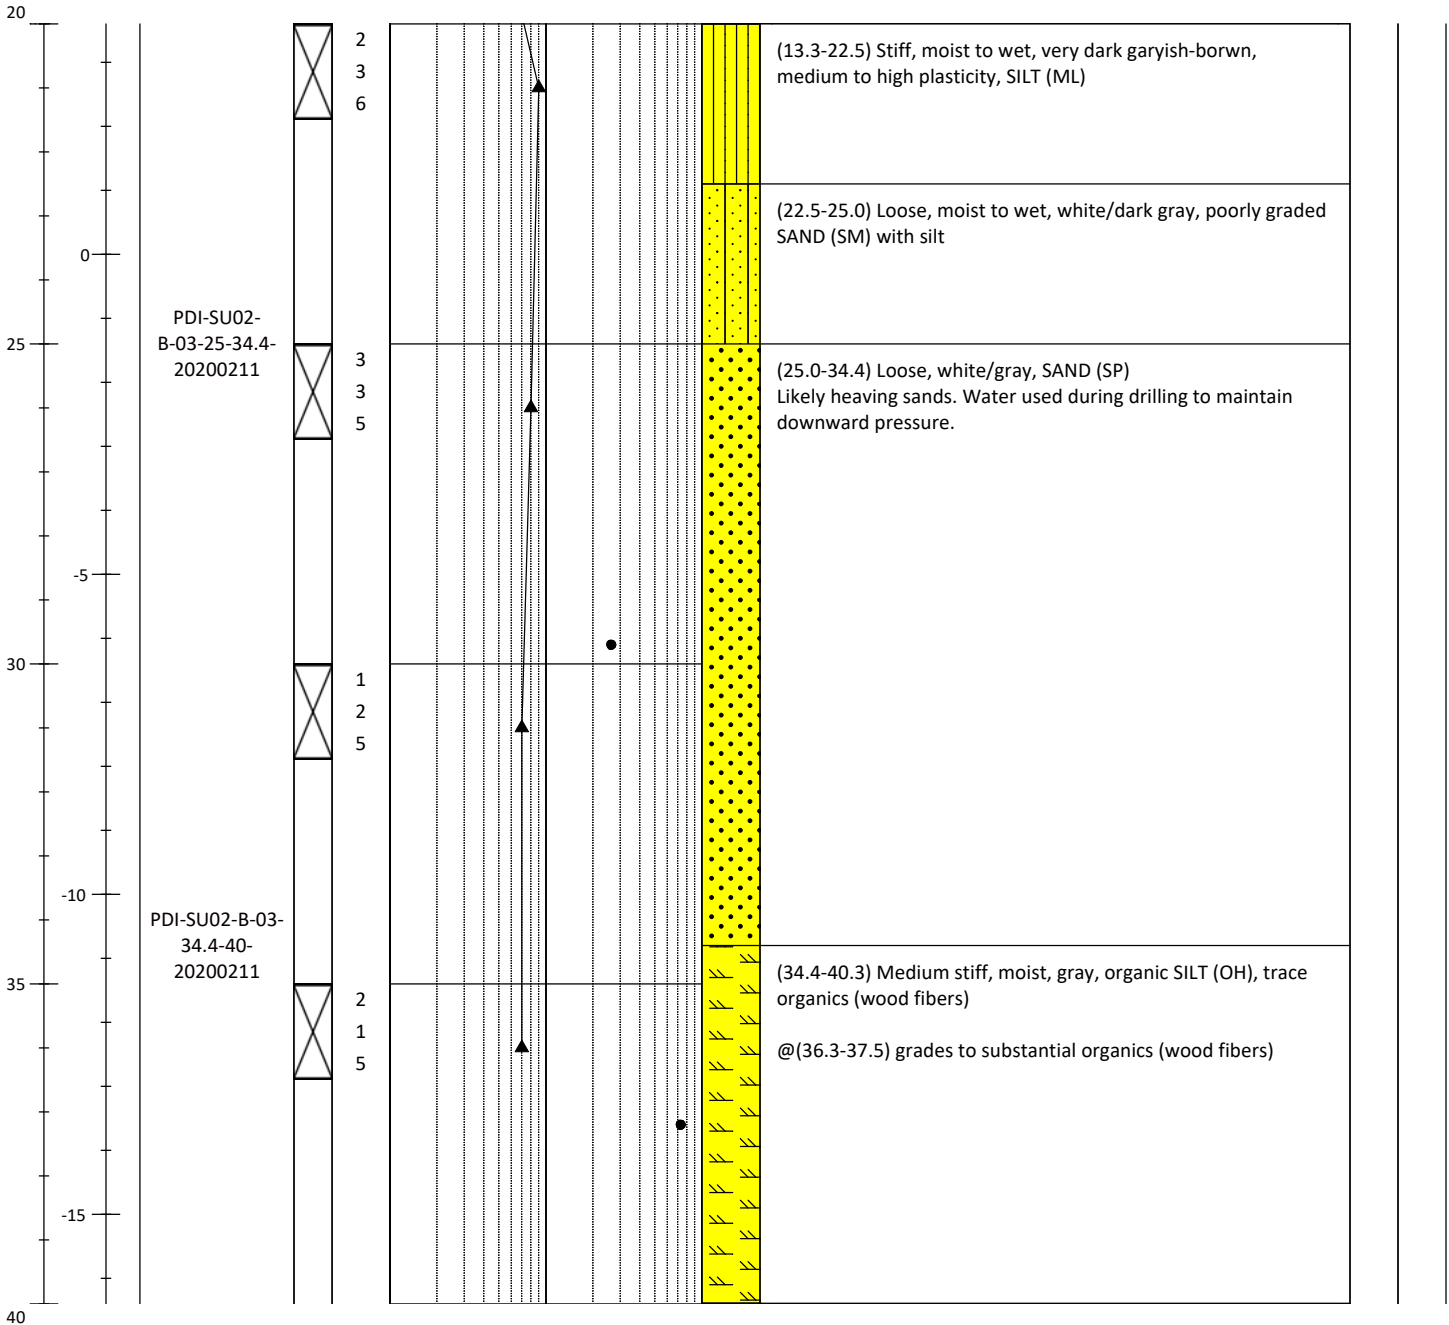 20
2
3
6
(13.3-22.5) Stiff, moist to wet, very dark garyish-borwn,
medium to high plasticity, SILT (ML)
(22.5-25.0) Loose, moist to wet, white/dark gray, poorly graded
SAND (SM) with silt
0
PDI-SU02-
B-03-25-34.4-
20200211
25
3
3
5
(25.0-34.4) Loose, white/gray, SAND (SP)
Likely heaving sands. Water used during drilling to maintain
downward pressure.
-5
30
1
2
5
-10
PDI-SU02-B-03-
34.4-40-
20200211
35
2
1
5
(34.4-40.3) Medium stiff, moist, gray, organic SILT (OH), trace
organics (wood fibers)
@(36.3-37.5) grades to substantial organics (wood fibers)
-15
40